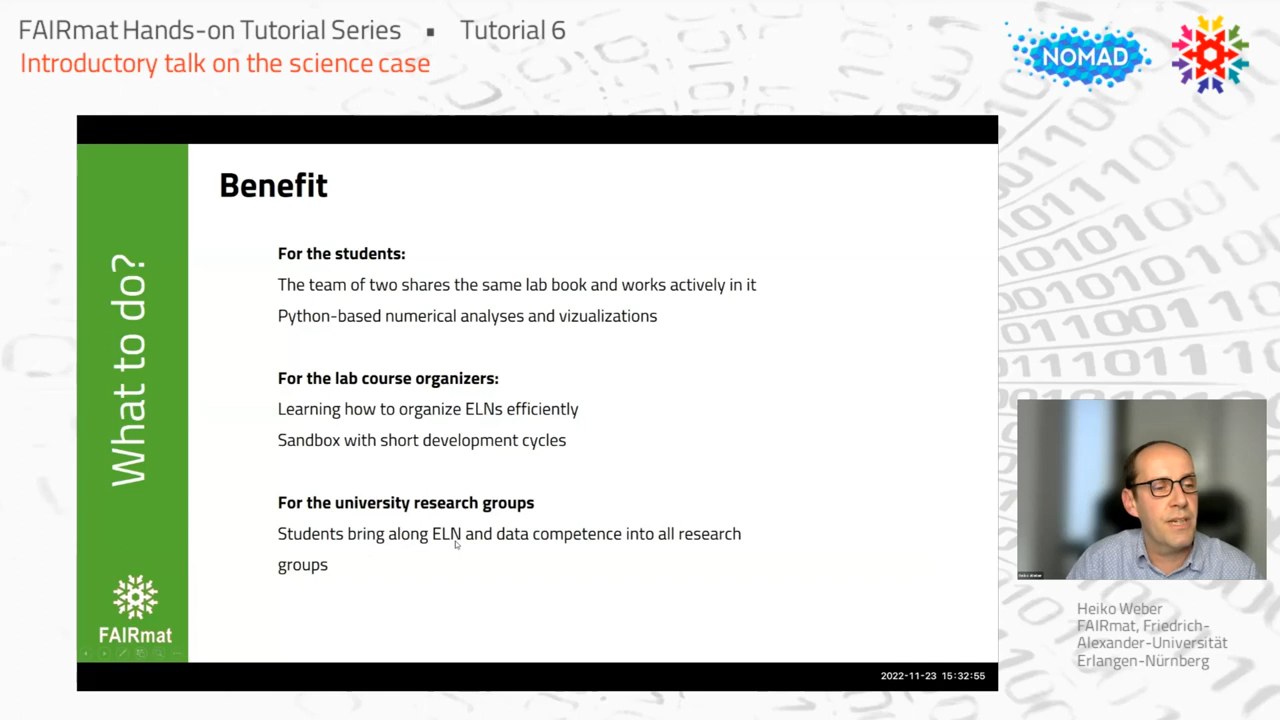 FAIRmat Hands-on Tutorial Series ▪ Tutorial 6
Introductory talk on the science case
NOMAD
What to do?
Benefit
For the students:
The team of two shares the same lab book and works actively in it
Python-based numerical analyses and vizualizations
For the lab course organizers:
Learning how to organize ELNs efficiently
Sandbox with short development cycles
For the university research groups
Students bring along ELN and data competence into all research
groups
FAIRmat
2022-11-23 15:32:55
Heiko Weber
Heiko Weber
FAIRmat, Friedrich-
Alexander-Universität
Erlangen-Nürnberg